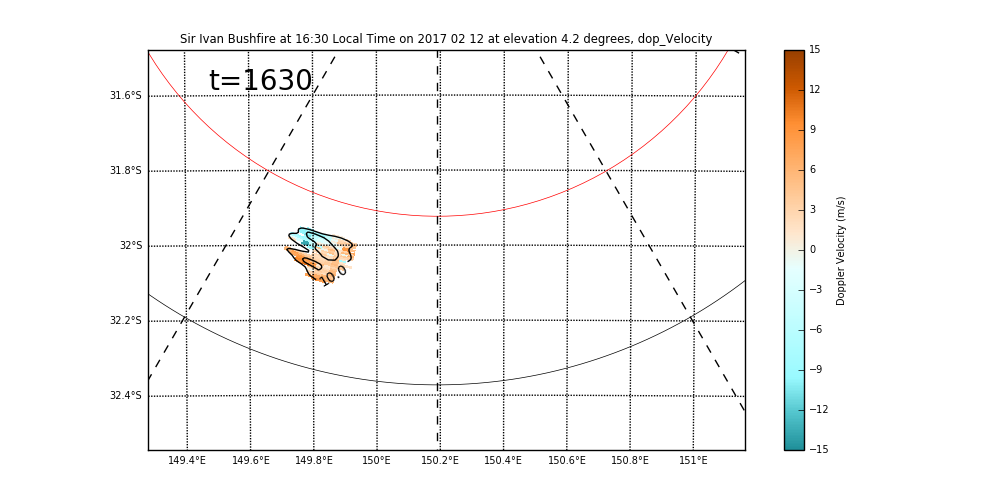 Sir Ivan Bushfire at 16:30 Local Time on 2017 02 12 at elevation 4.2 degrees, dop_Velocity
t=1630
31.6°S
31.8°S
32°S
32.2°S
32.4°S
10.0
149.4°E 149.6°E 149.8°E 150°E 150.2°E 150.4°E 150.6°E 150.8°E 151°E
15
12
9
6
3
0
−3
−6
−9
−12
−15
Doppler Velocity (m/s)